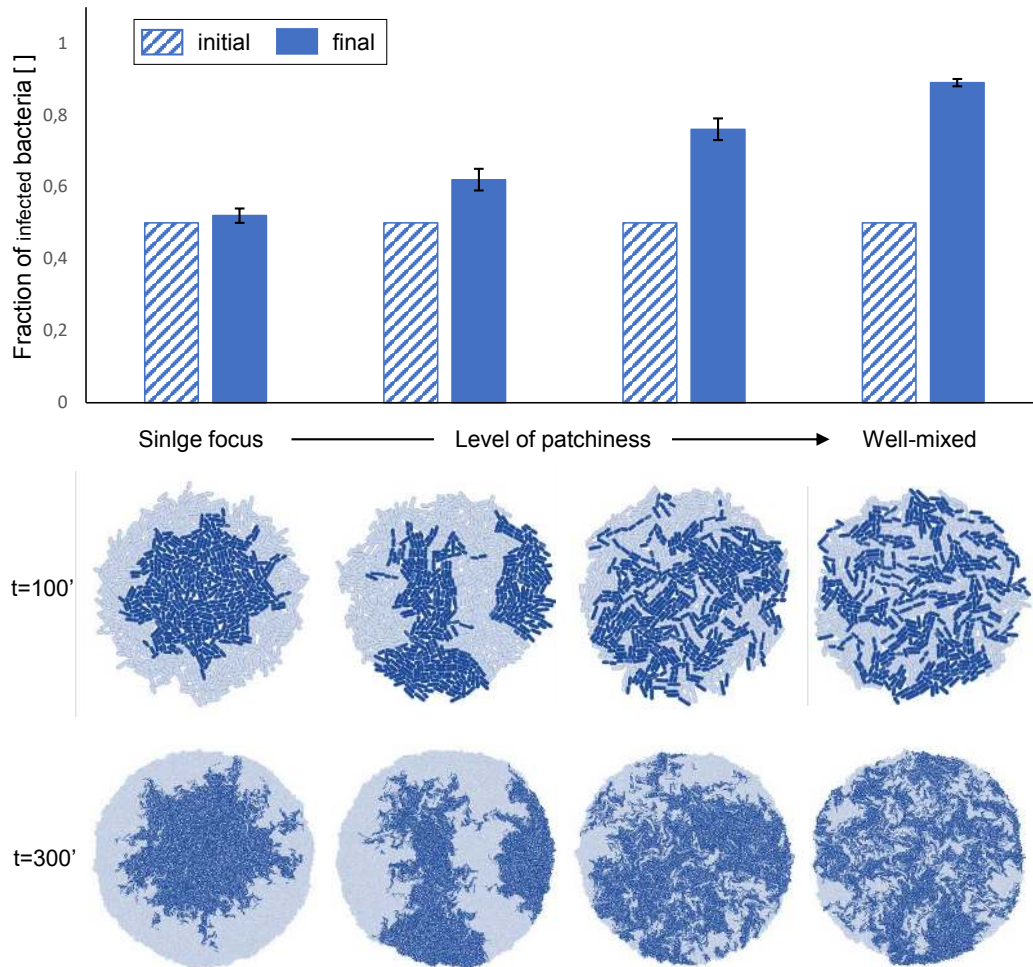 Fraction of infected bacteria [ ]
1
0,8
0,6
0,4
0,2
0
initial
final
Sinlge focus
Level of patchiness
Well-mixed
t=100’
t=300’